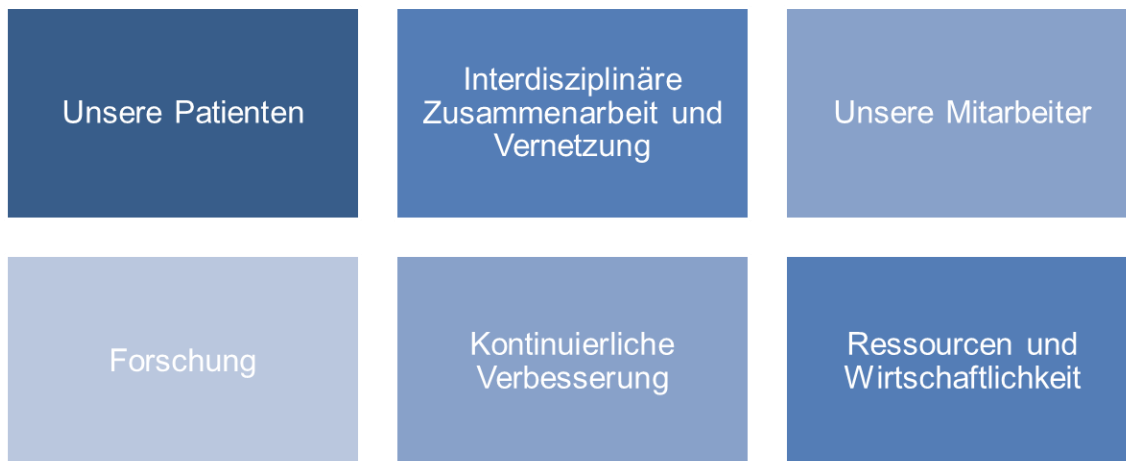 Unsere Patienten
Interdisziplinäre
Zusammenarbeit und
Vernetzung
Unsere Mitarbeiter
Forschung
Kontinuierliche
Verbesserung
Ressourcen und
Wirtschaftlichkeit